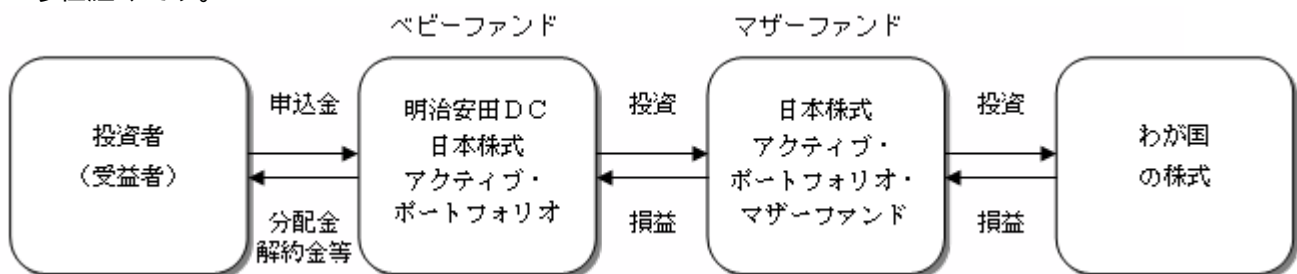 ベビーファンド
マザーファンド
投資者
（受益者）
申込金
分配金
解約金等
明治安田ＤＣ
日本株式
アクティブ・
ポートフォリオ
投資
損益
日本株式
アクティブ・
ポートフォリオ・
マザーファンド
投資
損益
わが国
の株式